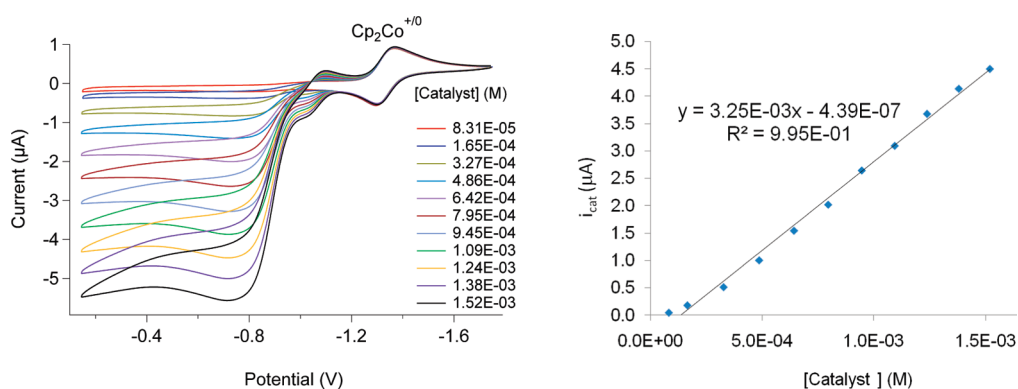 Cp₂Co⁺/⁰
1
0
-1
-2
-3
-4
-5
Current (µA)
[Catalyst] (M)
8.31E-05
1.65E-04
3.27E-04
4.86E-04
6.42E-04
7.95E-04
9.45E-04
1.09E-03
1.24E-03
1.38E-03
1.52E-03
-0.4
-0.8
-1.2
-1.6
Potential (V)
5.0
4.5
4.0
3.5
3.0
2.5
2.0
1.5
1.0
0.5
0.0
i_cat (µA)
y = 3.25E-03x - 4.39E-07
R² = 9.95E-01
0.0E+00
5.0E-04
1.0E-03
1.5E-03
[Catalyst ] (M)